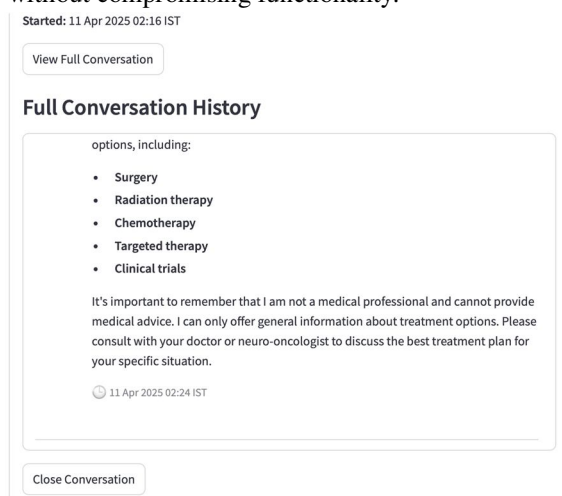 without compromising functionality.
Started: 11 Apr 2025 02:16 IST
View Full Conversation
Full Conversation History
options, including:
• Surgery
• Radiation therapy
• Chemotherapy
• Targeted therapy
• Clinical trials
It's important to remember that I am not a medical professional and cannot provide
medical advice. I can only offer general information about treatment options. Please
consult with your doctor or neuro-oncologist to discuss the best treatment plan for
your specific situation.
11 Apr 2025 02:24 IST
Close Conversation